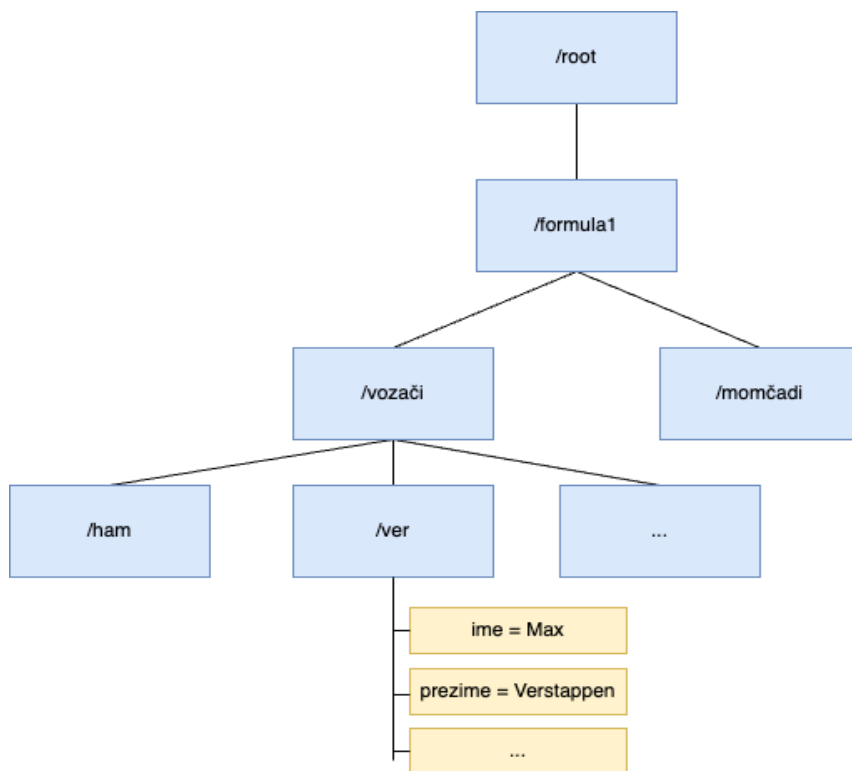 /root
/formula1
/vozači
/momčadi
/ham
/ver
...
ime = Max
prezime = Verstappen
...